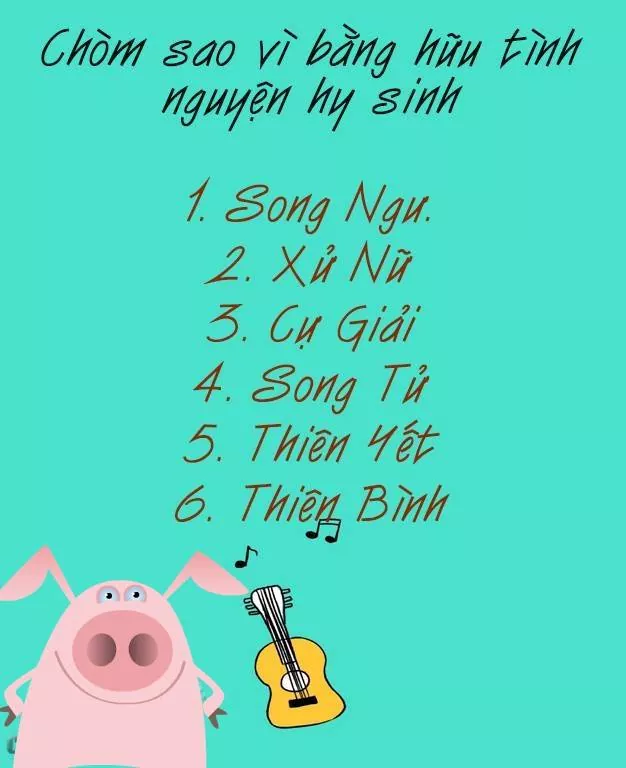 Chòm sao vì bằng hữu tình
nguyện hy sinh
1. Song Ngư.
2. Xử Nữ
3. Cự Giải
4. Song Tử
5. Thiên Yết
6. Thiên Bình